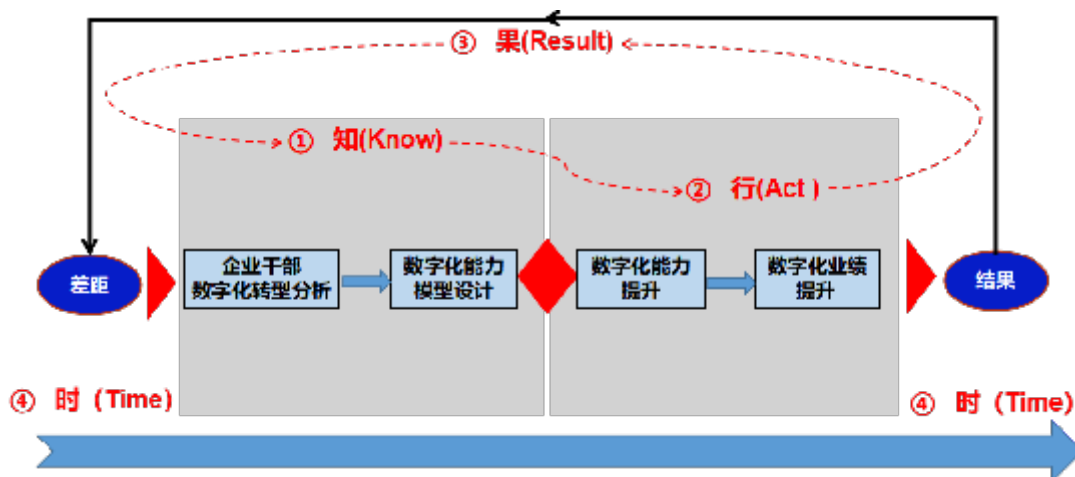 ③ 果(Result)
① 知(Know)
② 行(Act )
差距
企业干部
数字化转型分析
数字化能力
模型设计
数字化能力
提升
数字化业绩
提升
结果
④ 时（Time）
④ 时（Time）